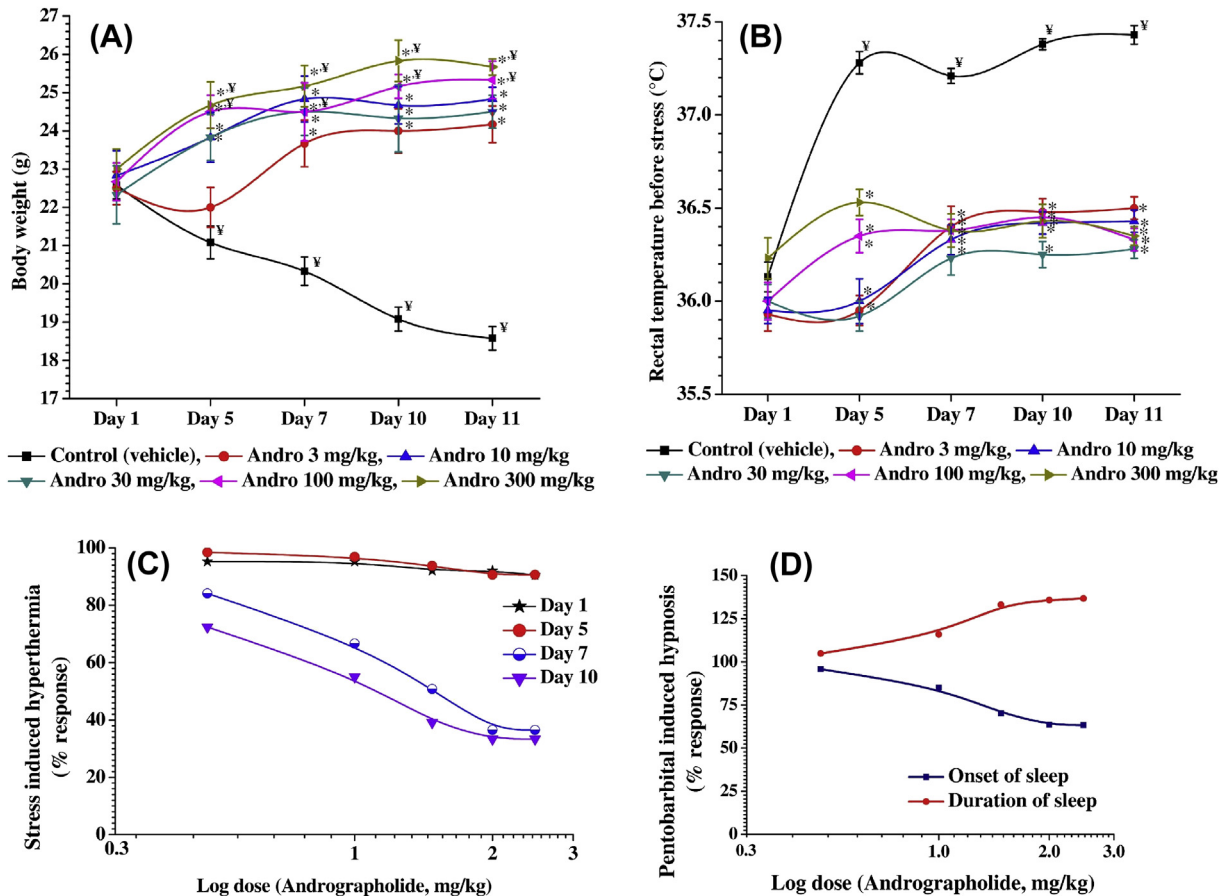 (A)
Body weight (g)
27
26
25
24
23
22
21
20
19
18
17
Day 1 Day 5 Day 7 Day 10 Day 11
Control (vehicle), Andro 3 mg/kg, Andro 10 mg/kg
Andro 30 mg/kg, Andro 100 mg/kg, Andro 300 mg/kg
*,¥ *,¥ *,¥ *,¥
*,¥ *,¥ *,¥ *,¥
* * * *
* * * *
* * *
¥ ¥ ¥ ¥
(B)
Rectal temperature before stress (°C)
37.5
37.0
36.5
36.0
35.5
¥ ¥ ¥ ¥
* * * *
* * * *
* * * *
* * * *
* * * *
Day 1 Day 5 Day 7 Day 10 Day 11
Control (vehicle), Andro 3 mg/kg, Andro 10 mg/kg
Andro 30 mg/kg, Andro 100 mg/kg, Andro 300 mg/kg
(C)
Stress induced hyperthermia
(% response)
100
80
60
40
20
0
Day 1
Day 5
Day 7
Day 10
0.3 1 2 3
Log dose (Andrographolide, mg/kg)
(D)
Pentobarbital induced hypnosis
(% response)
150
125
100
75
50
25
0
Onset of sleep
Duration of sleep
0.3 1.0 2.0 3.0
Log dose (Andrographolide, mg/kg)